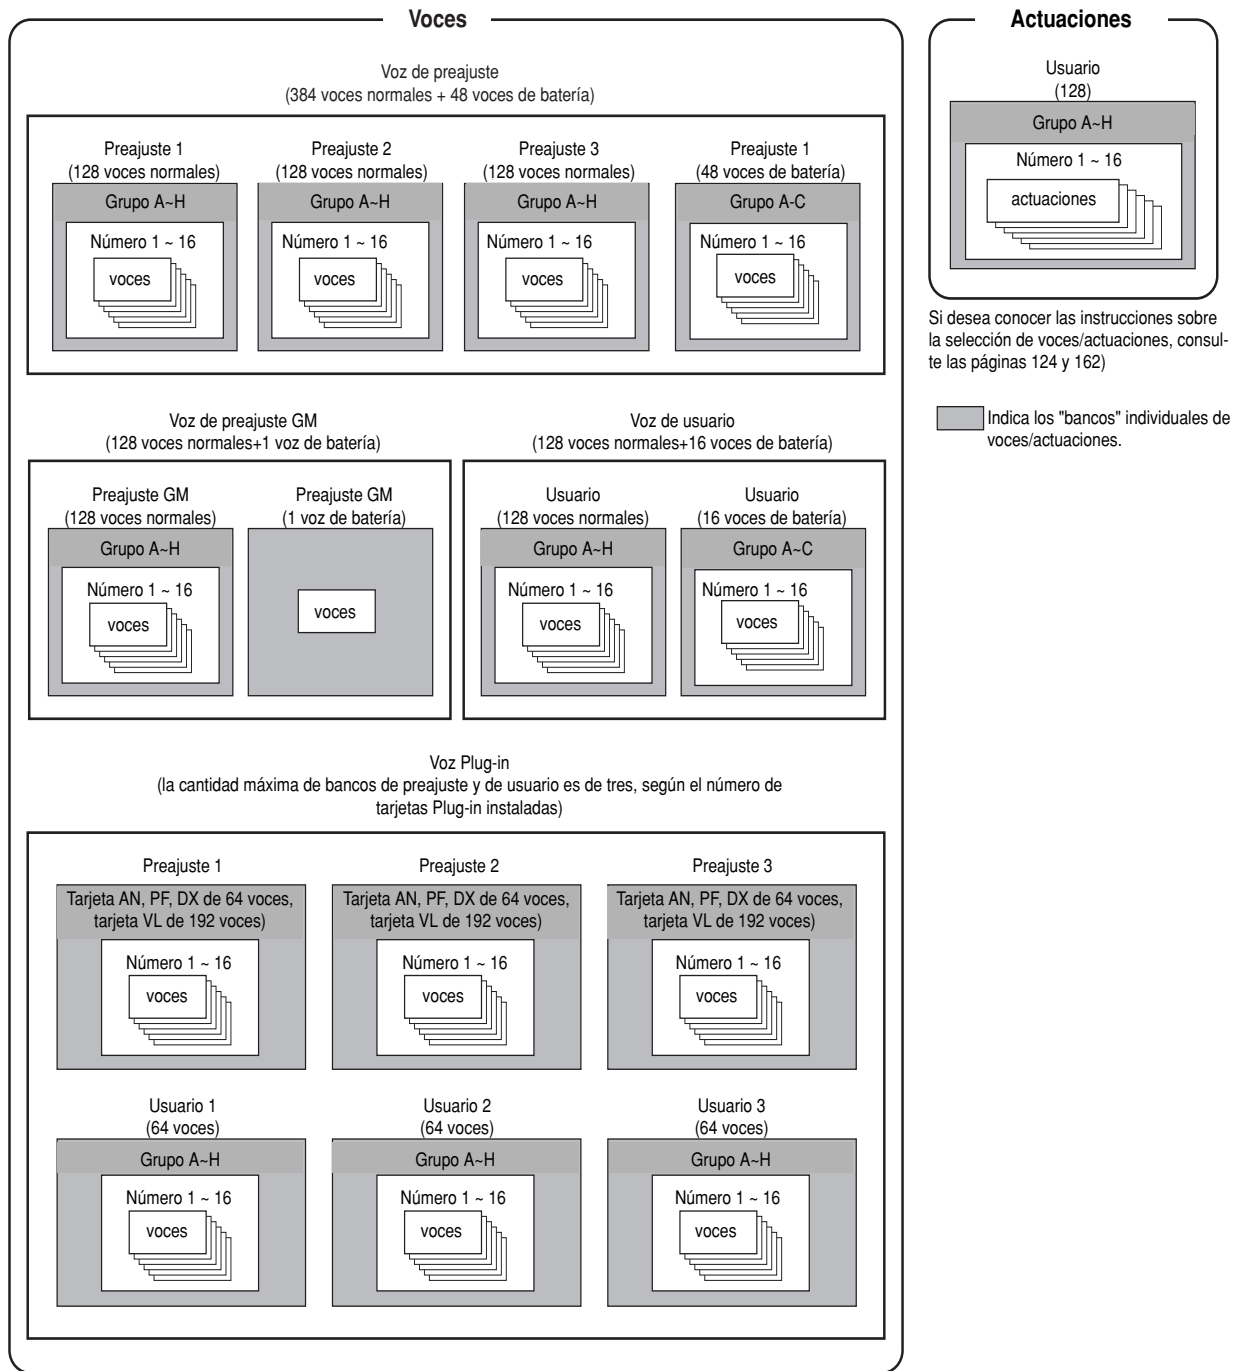 Voces
Voz de preajuste
(384 voces normales + 48 voces de batería)
Preajuste 1
(128 voces normales)
Grupo A~H
Número 1 ~ 16
voces
Preajuste 2
(128 voces normales)
Grupo A~H
Número 1 ~ 16
voces
Preajuste 3
(128 voces normales)
Grupo A~H
Número 1 ~ 16
voces
Preajuste 1
(48 voces de batería)
Grupo A-C
Número 1 ~ 16
voces
Voz de preajuste GM
(128 voces normales+1 voz de batería)
Preajuste GM
(128 voces normales)
Grupo A~H
Número 1 ~ 16
voces
Preajuste GM
(1 voz de batería)
voces
Voz de usuario
(128 voces normales+16 voces de batería)
Usuario
(128 voces normales)
Grupo A~H
Número 1 ~ 16
voces
Usuario
(16 voces de batería)
Grupo A~C
Número 1 ~ 16
voces
Voz Plug-in
(la cantidad máxima de bancos de preajuste y de usuario es de tres, según el número de
tarjetas Plug-in instaladas)
Preajuste 1
Tarjeta AN, PF, DX de 64 voces,
tarjeta VL de 192 voces)
Número 1 ~ 16
voces
Preajuste 2
Tarjeta AN, PF, DX de 64 voces,
tarjeta VL de 192 voces)
Número 1 ~ 16
voces
Preajuste 3
Tarjeta AN, PF, DX de 64 voces,
tarjeta VL de 192 voces)
Número 1 ~ 16
voces
Usuario 1
(64 voces)
Grupo A~H
Número 1 ~ 16
voces
Usuario 2
(64 voces)
Grupo A~H
Número 1 ~ 16
voces
Usuario 3
(64 voces)
Grupo A~H
Número 1 ~ 16
voces
Actuaciones
Usuario
(128)
Grupo A~H
Número 1 ~ 16
actuaciones
Si desea conocer las instrucciones sobre
la selección de voces/actuaciones, consul-
te las páginas 124 y 162)
Indica los "bancos" individuales de
voces/actuaciones.